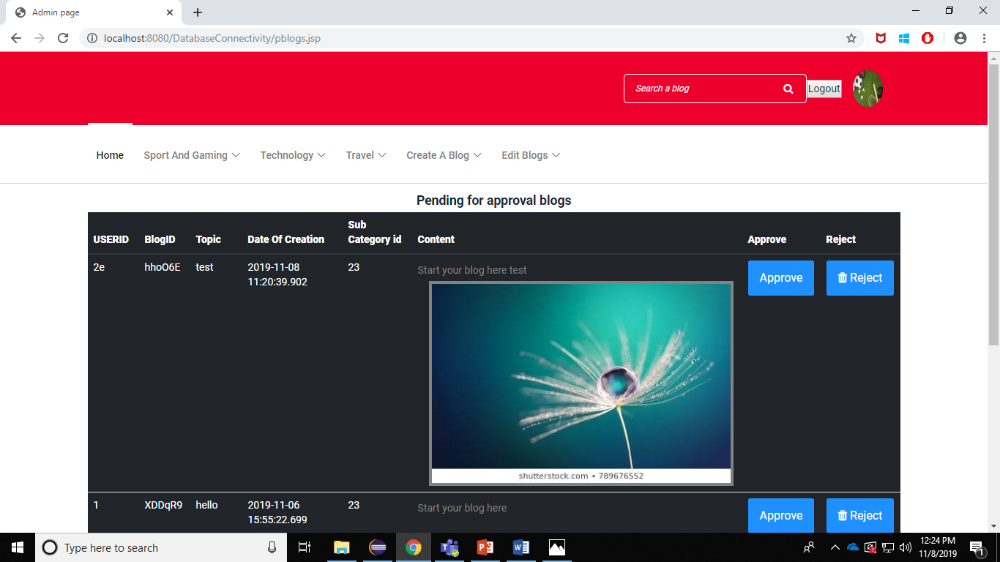 Admin page
localhost:8080/DatabaseConnectivity/pblogs.jsp
Search a blog
Logout
Home Sport And Gaming Technology Travel Create A Blog Edit Blogs
Pending for approval blogs
USERID BlogID Topic Date Of Creation Sub Category id Content Approve Reject
2e hhoO6E test 2019-11-08 11:20:39.902 23 Start your blog here test Approve Reject
shutterstock.com • 789676552
1 XDDqR9 hello 2019-11-06 15:55:22.699 23 Start your blog here Approve Reject
Type here to search
12:24 PM
11/8/2019
1